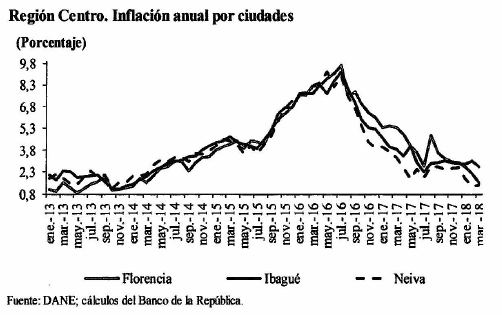 Región Centro. Inflación anual por ciudades
(Porcentaje)
9,8
8,3
6,8
5,3
3,8
2,3
0,8
ene.-13
mar.-13
may.-13
jul.-13
sep.-13
nov.-13
ene.-14
mar.-14
may.-14
jul.-14
sep.-14
nov.-14
ene.-15
mar.-15
may.-15
jul.-15
sep.-15
nov.-15
ene.-16
mar.-16
may.-16
jul.-16
sep.-16
nov.-16
ene.-17
mar.-17
may.-17
jul.-17
sep.-17
nov.-17
ene.-18
mar.-18
Florencia Ibagué Neiva
Fuente: DANE; cálculos del Banco de la República.